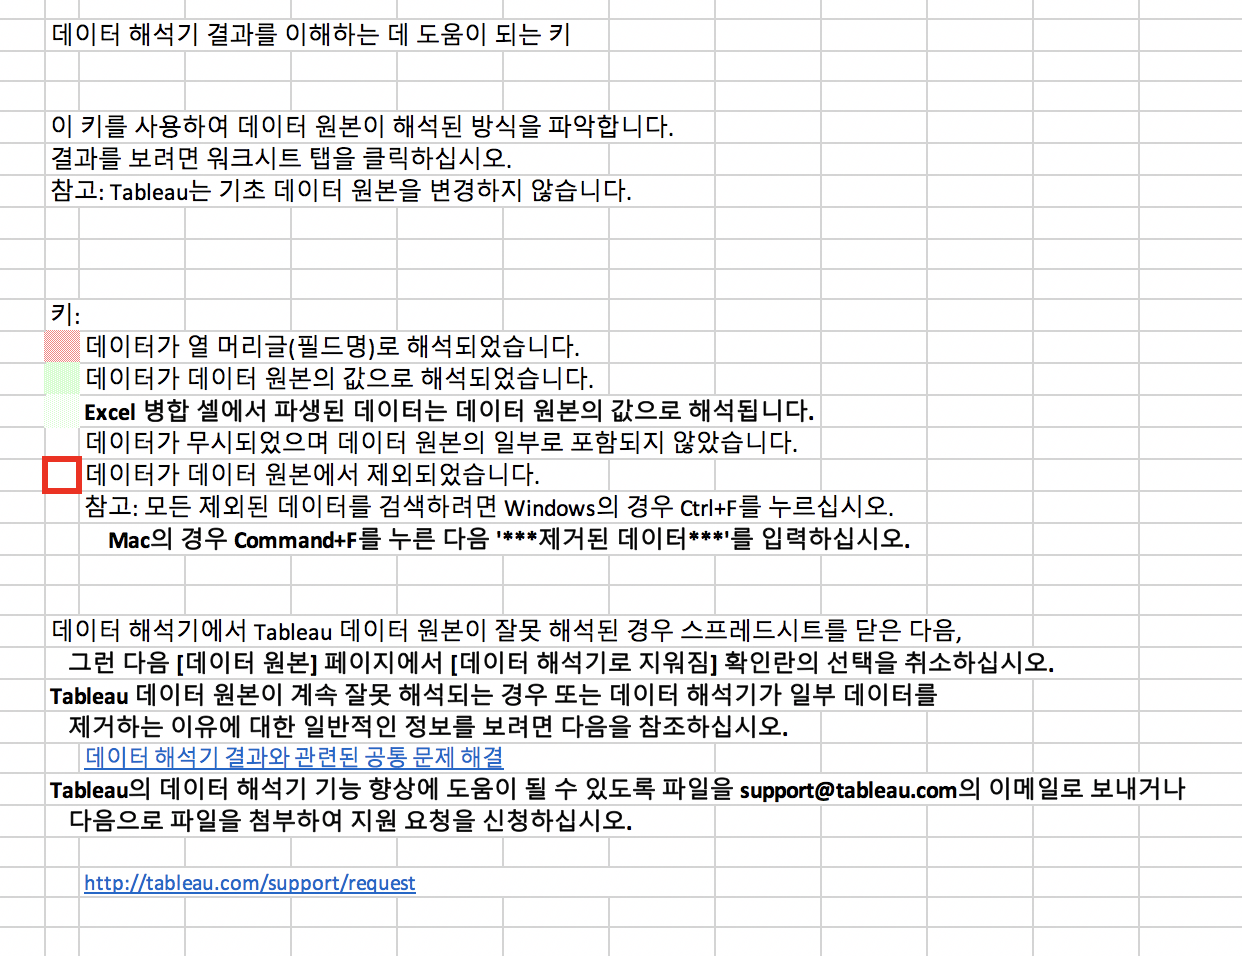 데이터 해석기 결과를 이해하는 데 도움이 되는 키
이 키를 사용하여 데이터 원본이 해석된 방식을 파악합니다.
결과를 보려면 워크시트 탭을 클릭하십시오.
참고: Tableau는 기초 데이터 원본을 변경하지 않습니다.
키:
데이터가 열 머리글(필드명)로 해석되었습니다.
데이터가 데이터 원본의 값으로 해석되었습니다.
Excel 병합 셀에서 파생된 데이터는 데이터 원본의 값으로 해석됩니다.
데이터가 무시되었으며 데이터 원본의 일부로 포함되지 않았습니다.
데이터가 데이터 원본에서 제외되었습니다.
참고: 모든 제외된 데이터를 검색하려면 Windows의 경우 Ctrl+F를 누르십시오.
Mac의 경우 Command+F를 누른 다음 '***제거된 데이터***'를 입력하십시오.
데이터 해석기에서 Tableau 데이터 원본이 잘못 해석된 경우 스프레드시트를 닫은 다음,
그런 다음 [데이터 원본] 페이지에서 [데이터 해석기로 지워짐] 확인란의 선택을 취소하십시오.
Tableau 데이터 원본이 계속 잘못 해석되는 경우 또는 데이터 해석기가 일부 데이터를
제거하는 이유에 대한 일반적인 정보를 보려면 다음을 참조하십시오.
데이터 해석기 결과와 관련된 공통 문제 해결
Tableau의 데이터 해석기 기능 향상에 도움이 될 수 있도록 파일을 support@tableau.com의 이메일로 보내거나
다음으로 파일을 첨부하여 지원 요청을 신청하십시오.
http://tableau.com/support/request